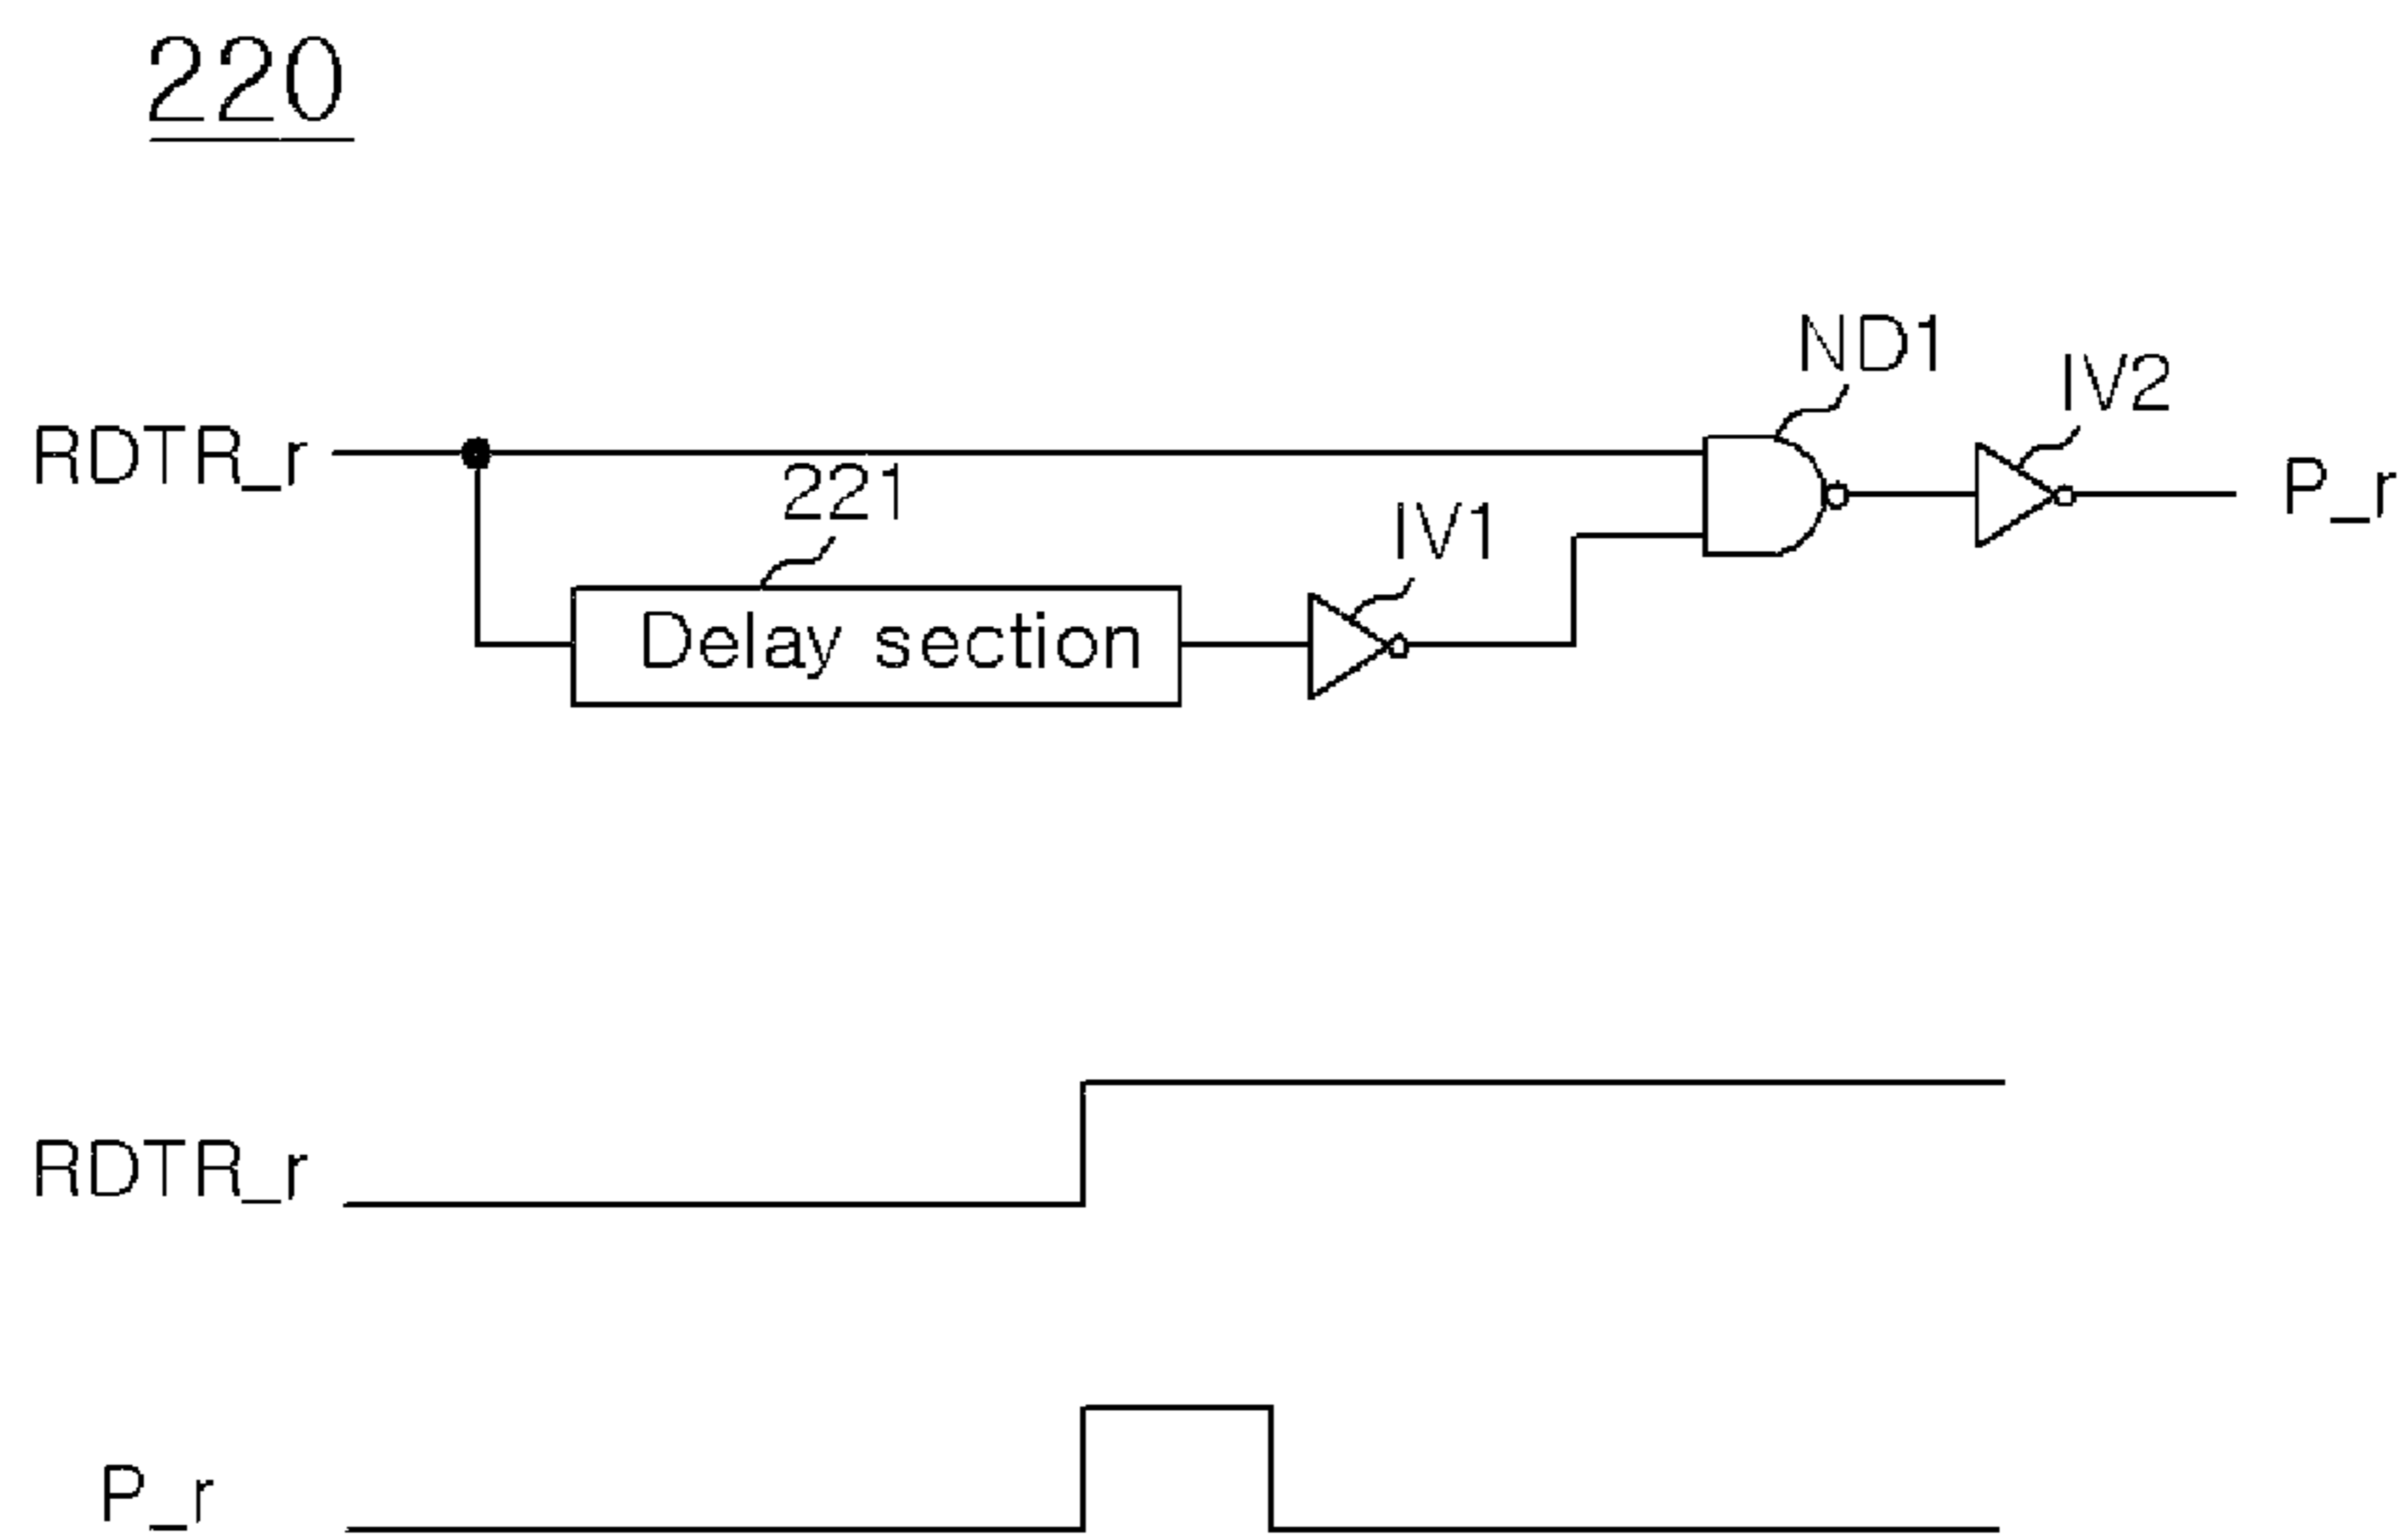 220
ND1
IV2
RDTR_r
221
IV1
P_r
Delay section
RDTR_r
P_r